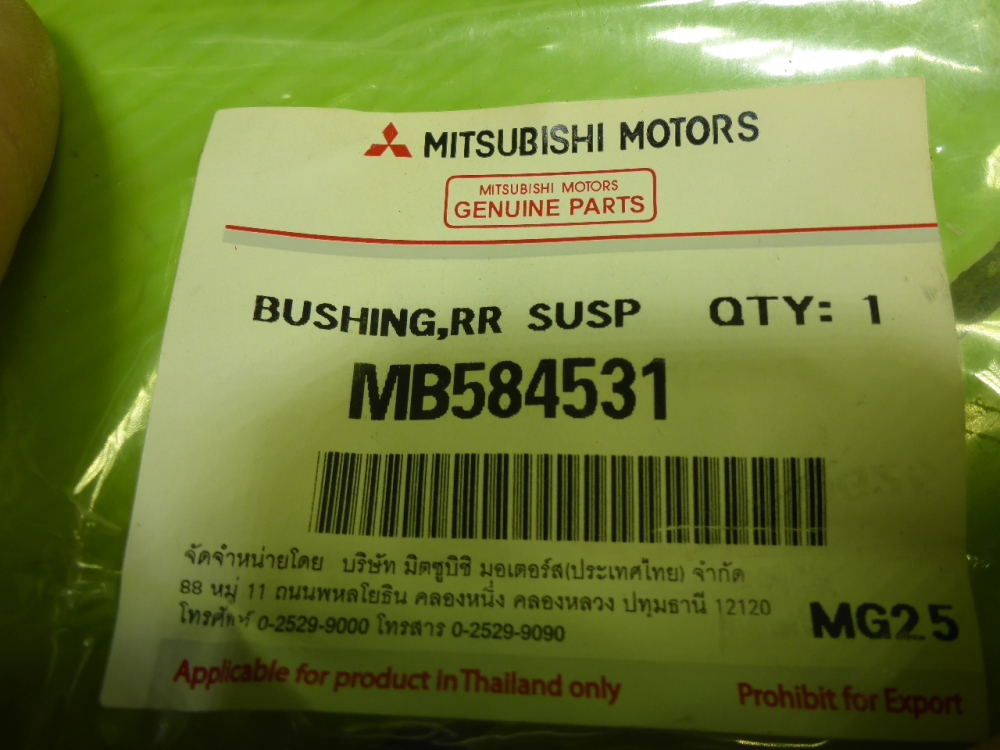 MITSUBISHI MOTORS
MITSUBISHI MOTORS
GENUINE PARTS
BUSHING,RR SUSP QTY: 1
MB584531
จัดจำหน่ายโดย บริษัท มิตซูบิชิ มอเตอร์ส(ประเทศไทย) จำกัด
88 หมู่ 11 ถนนพหลโยธิน คลองหนึ่ง คลองหลวง ปทุมธานี 12120
โทรศัพท์ 0-2529-9000 โทรสาร 0-2529-9090
MG25
Applicable for product in Thailand only
Prohibit for Export